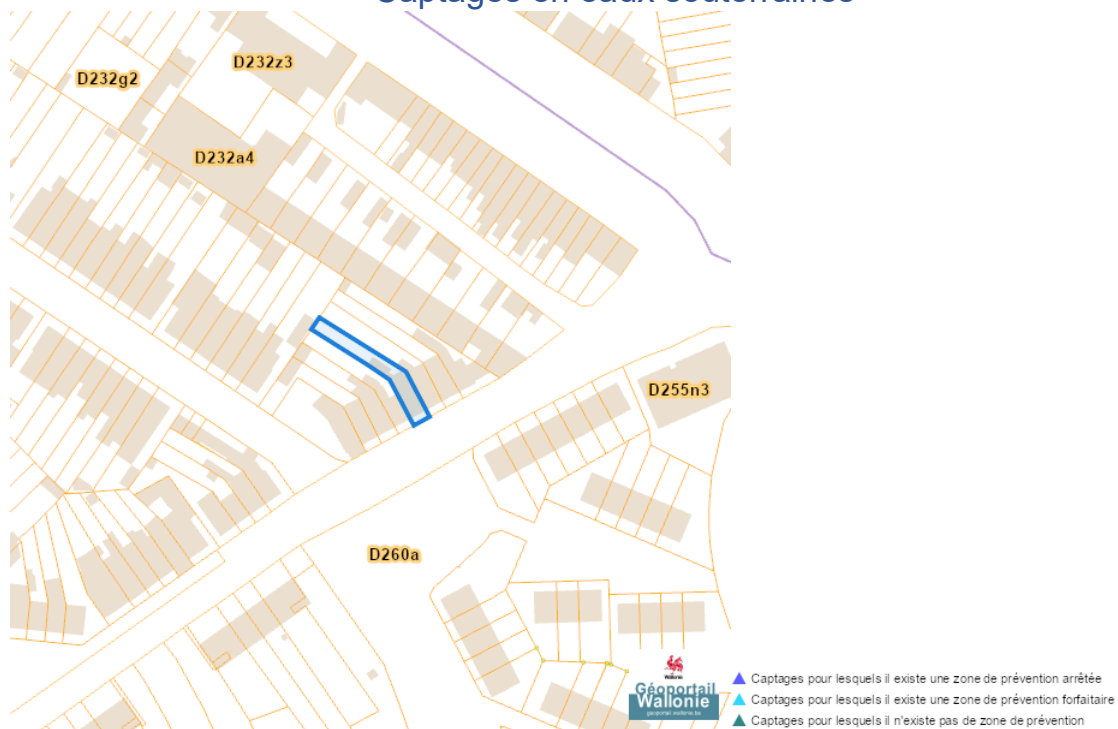 Captages en eaux souterraines
D232z3
D232g2
D232a4
D255n3
D260a
Wallonie
Géoportail
Wallonie
geoportail.wallonie.be
Captages pour lesquels il existe une zone de prévention arrêtée
Captages pour lesquels il existe une zone de prévention forfaitaire
Captages pour lesquels il n'existe pas de zone de prévention